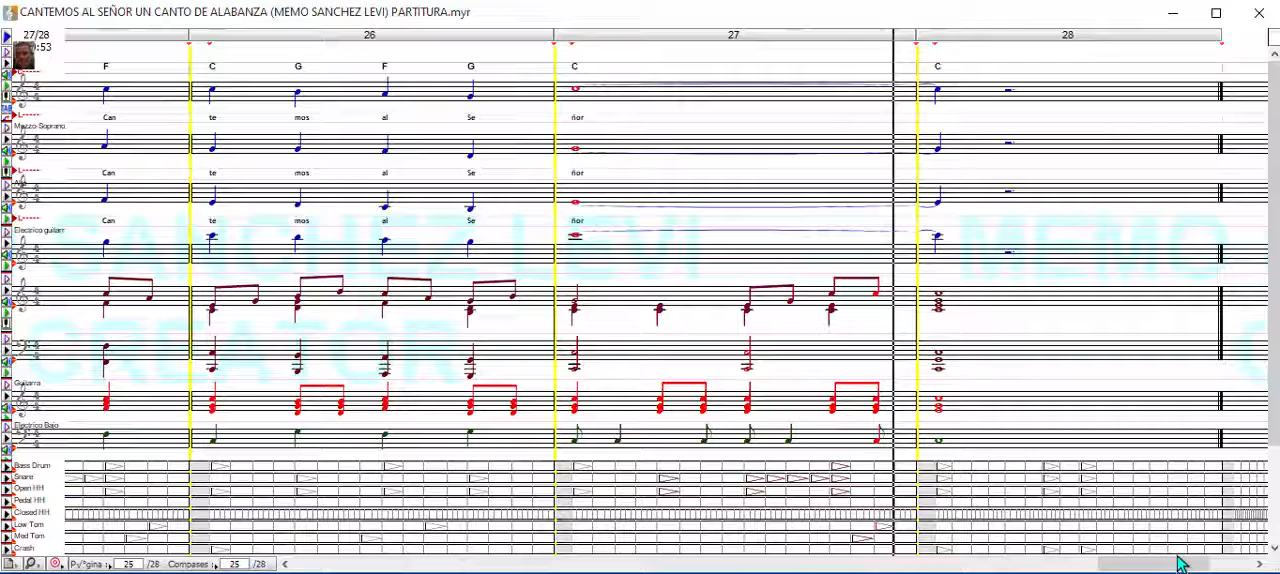 CANTEMOS AL SEÑOR UN CANTO DE ALABANZA (MEMO SANCHEZ LEVI) PARTITURA.myr
27/28 26 27 28
:53
F C G F G C C
Can te mos al Se ñor
Mezzo-Soprano
Can te mos al Se ñor
Can te mos al Se ñor
Electrico guitarr
SANCHEZ LEVI MEMO
CREATOR
Guitarra
Electrico Bajo
Bass Drum
Snare
Open HH
Pedal HH
Closed HH
Low Tom
Med Tom
Crash
P√°gina : 25 /28 Compases : 25 /28